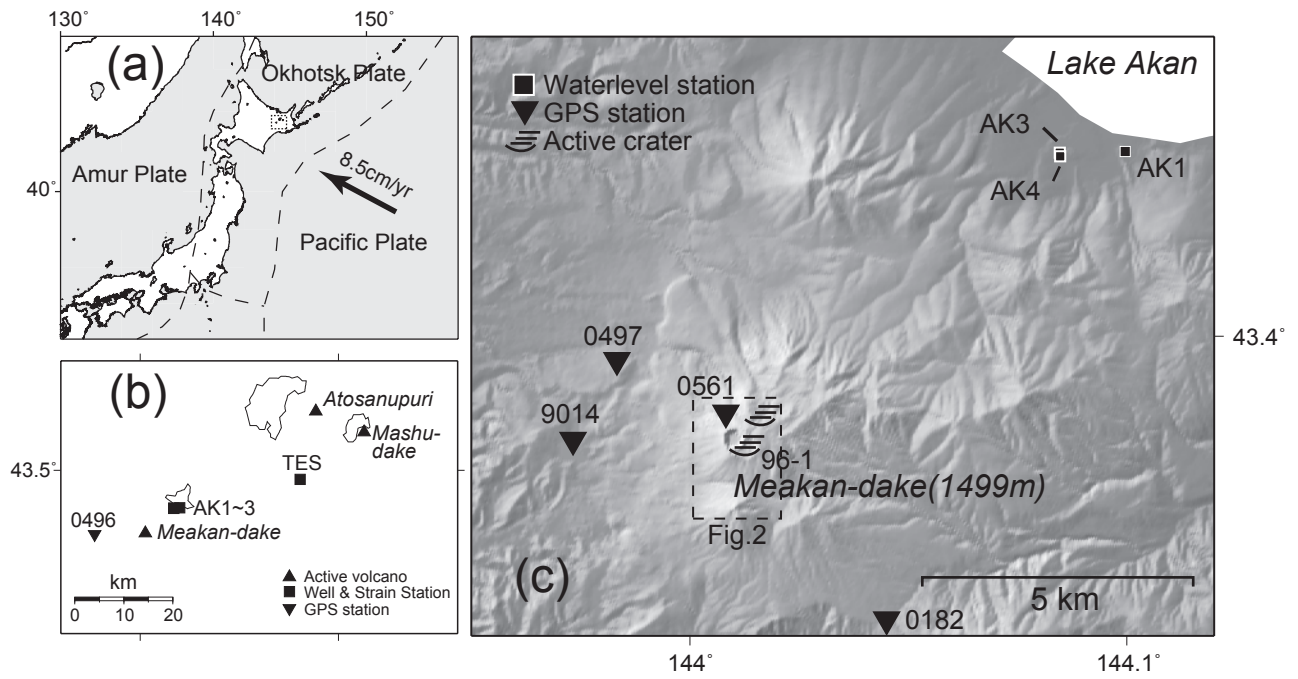 130°
140°
150°
(a)
Okhotsk Plate
Amur Plate
8.5cm/yr
40°
Pacific Plate
(b)
Atosanupuri
Mashu-
dake
43.5°
TES
AK1~3
0496
Meakan-dake
km
0 10 20
Active volcano
Well & Strain Station
GPS station
Lake Akan
Waterlevel station
GPS station
Active crater
AK3
AK4
AK1
43.4°
0497
0561
9014
96-1
Meakan-dake(1499m)
Fig.2
(c)
5 km
0182
144°
144.1°